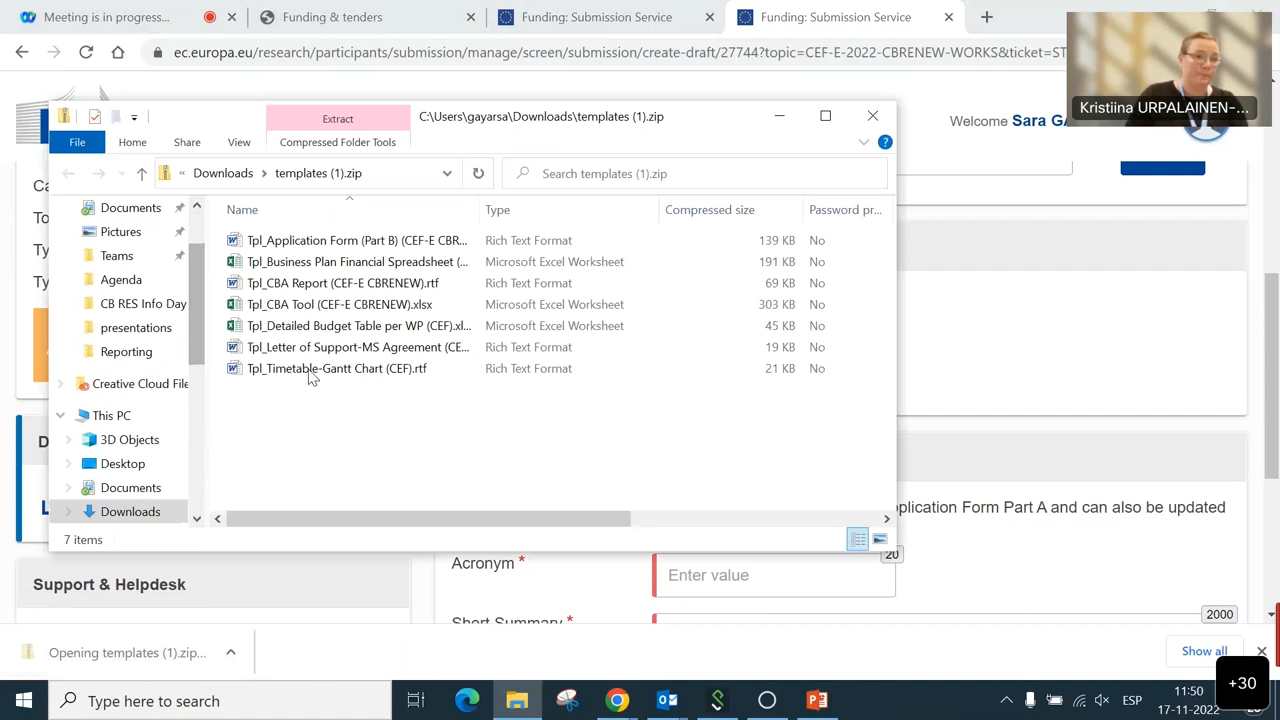 Meeting is in progress...
Funding & tenders
Funding: Submission Service
Funding: Submission Service
ec.europa.eu/research/participants/submission/manage/screen/submission/create-draft/27744?topic=CEF-E-2022-CBRENEW-WORKS&ticket=ST
Kristiina URPALAINEN-...
Extract
C:\Users\gayarsa\Downloads\templates (1).zip
Welcome Sara GA
File
Home
Share
View
Compressed Folder Tools
« Downloads > templates (1).zip
Search templates (1).zip
Ca
To
Ty
Ty
Documents
Pictures
Teams
Agenda
CB RES Info Day
presentations
Reporting
Creative Cloud File
This PC
3D Objects
Desktop
Documents
Downloads
Name Type Compressed size Password pr...
Tpl_Application Form (Part B) (CEF-E CBR... Rich Text Format 139 KB No
Tpl_Business Plan Financial Spreadsheet (... Microsoft Excel Worksheet 191 KB No
Tpl_CBA Report (CEF-E CBRENEW).rtf Rich Text Format 69 KB No
Tpl_CBA Tool (CEF-E CBRENEW).xlsx Microsoft Excel Worksheet 303 KB No
Tpl_Detailed Budget Table per WP (CEF).xl... Microsoft Excel Worksheet 45 KB No
Tpl_Letter of Support-MS Agreement (CE... Rich Text Format 19 KB No
Tpl_Timetable-Gantt Chart (CEF).rtf Rich Text Format 21 KB No
D
L
7 items
plication Form Part A and can also be updated
20
Acronym *
Enter value
Support & Helpdesk
2000
Short Summary *
Opening templates (1).zip...
Show all
+30
Type here to search
ESP
11:50
17-11-2022